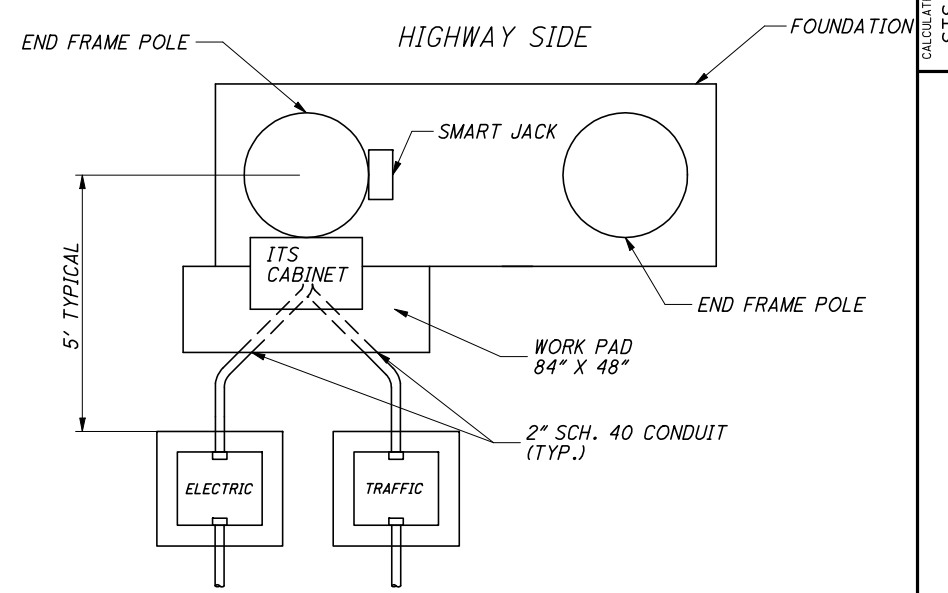 CALCULAT
END FRAME POLE
HIGHWAY SIDE
FOUNDATION
SMART JACK
ITS
CABINET
5' TYPICAL
END FRAME POLE
WORK PAD
84" X 48"
2" SCH. 40 CONDUIT
(TYP.)
ELECTRIC
TRAFFIC